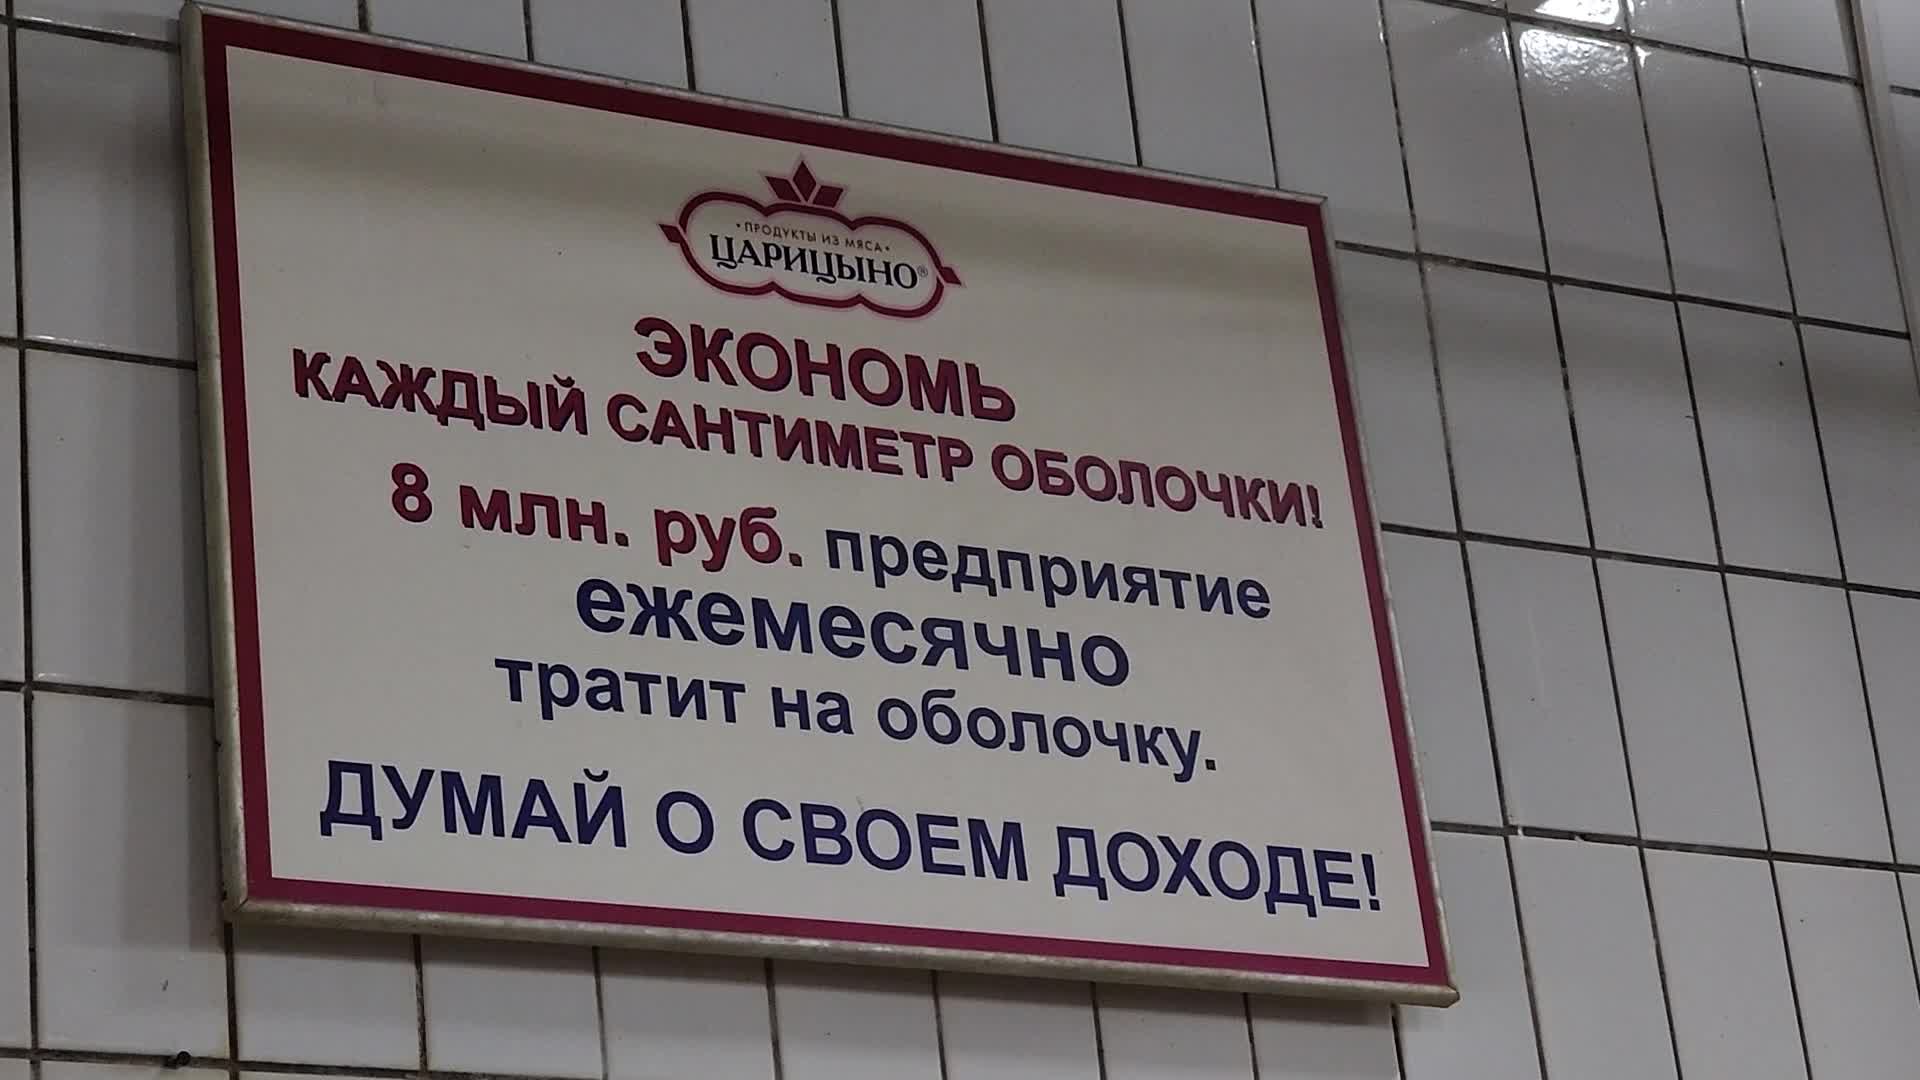 • ПРОДУКТЫ ИЗ МЯСА •
ЦАРИЦЫНО®
ЭКОНОМЬ
КАЖДЫЙ САНТИМЕТР ОБОЛОЧКИ!
8 млн. руб. предприятие
ежемесячно
тратит на оболочку.
ДУМАЙ О СВОЕМ ДОХОДЕ!